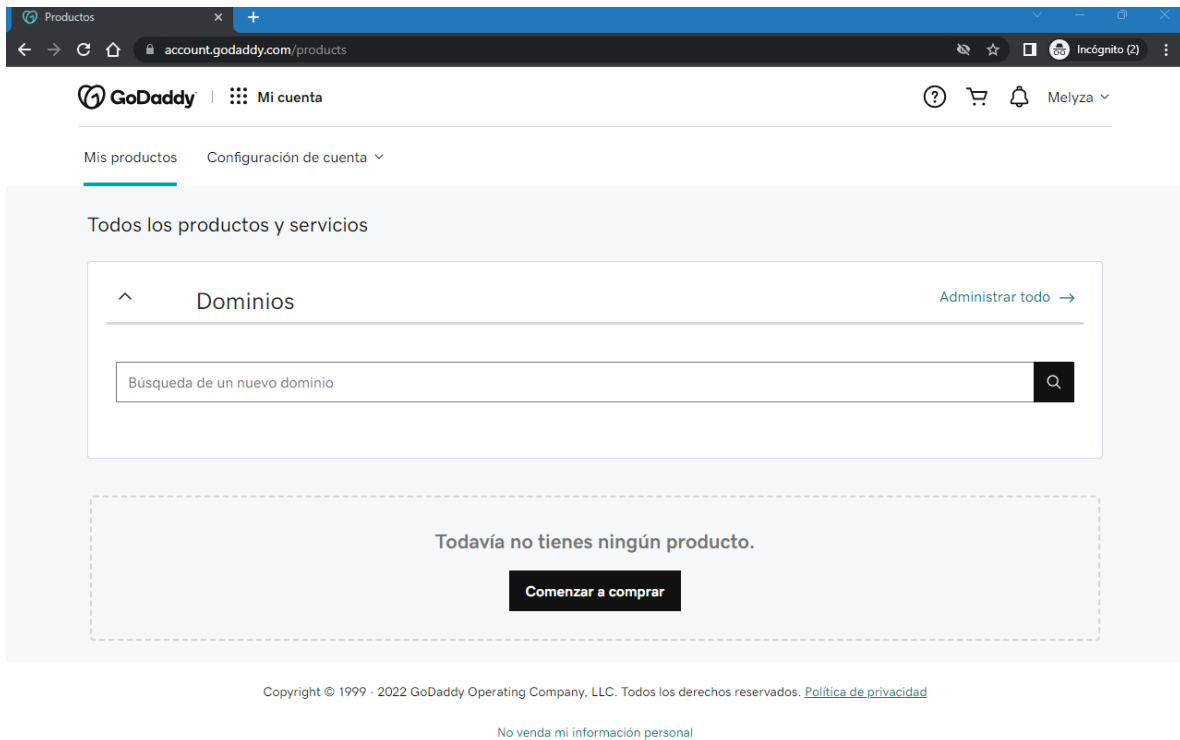 Productos
account.godaddy.com/products
Incógnito (2)
GoDaddy
Mi cuenta
Melyza
Mis productos
Configuración de cuenta
Todos los productos y servicios
Dominios
Administrar todo →
Búsqueda de un nuevo dominio
Todavía no tienes ningún producto.
Comenzar a comprar
Copyright © 1999 - 2022 GoDaddy Operating Company, LLC. Todos los derechos reservados. Política de privacidad
No venda mi información personal